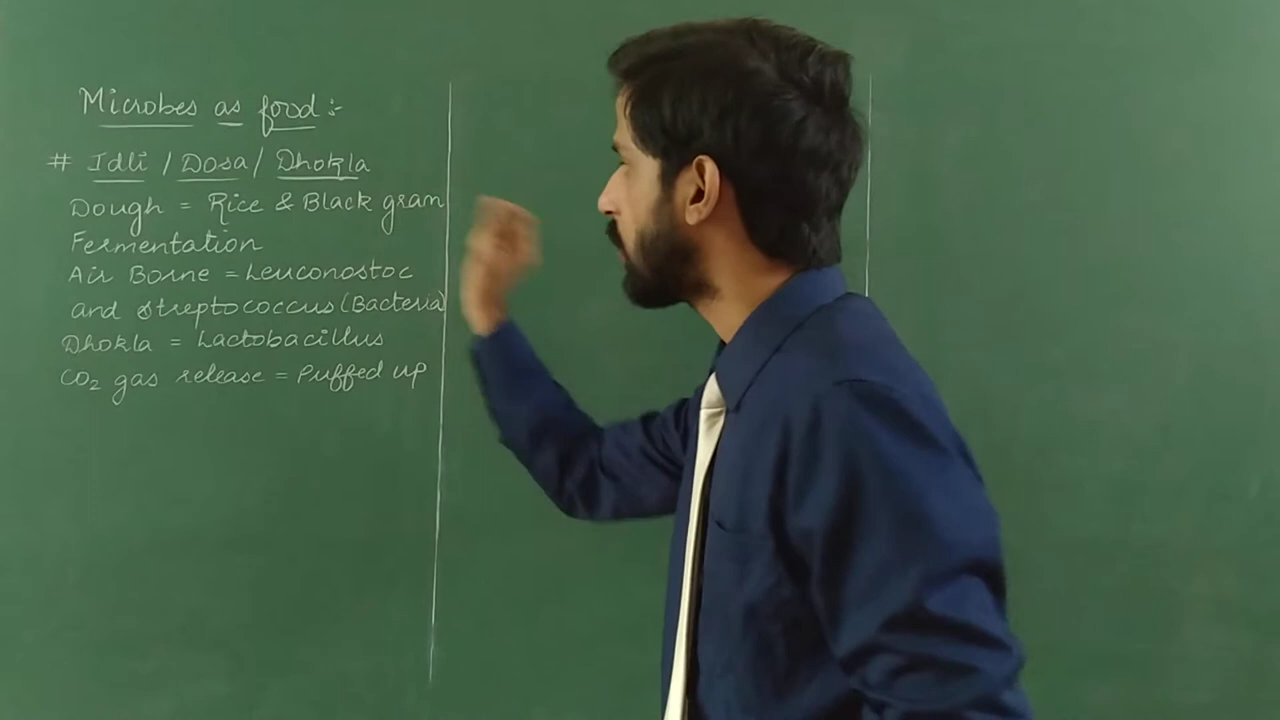 Microbes as food :-
# Idli / Dosa / Dhokla
Dough = Rice & Black gram
Fermentation
Air Borne = Leuconostoc
and Streptococcus (Bacteria)
Dhokla = Lactobacillus
CO₂ gas release = Puffed up